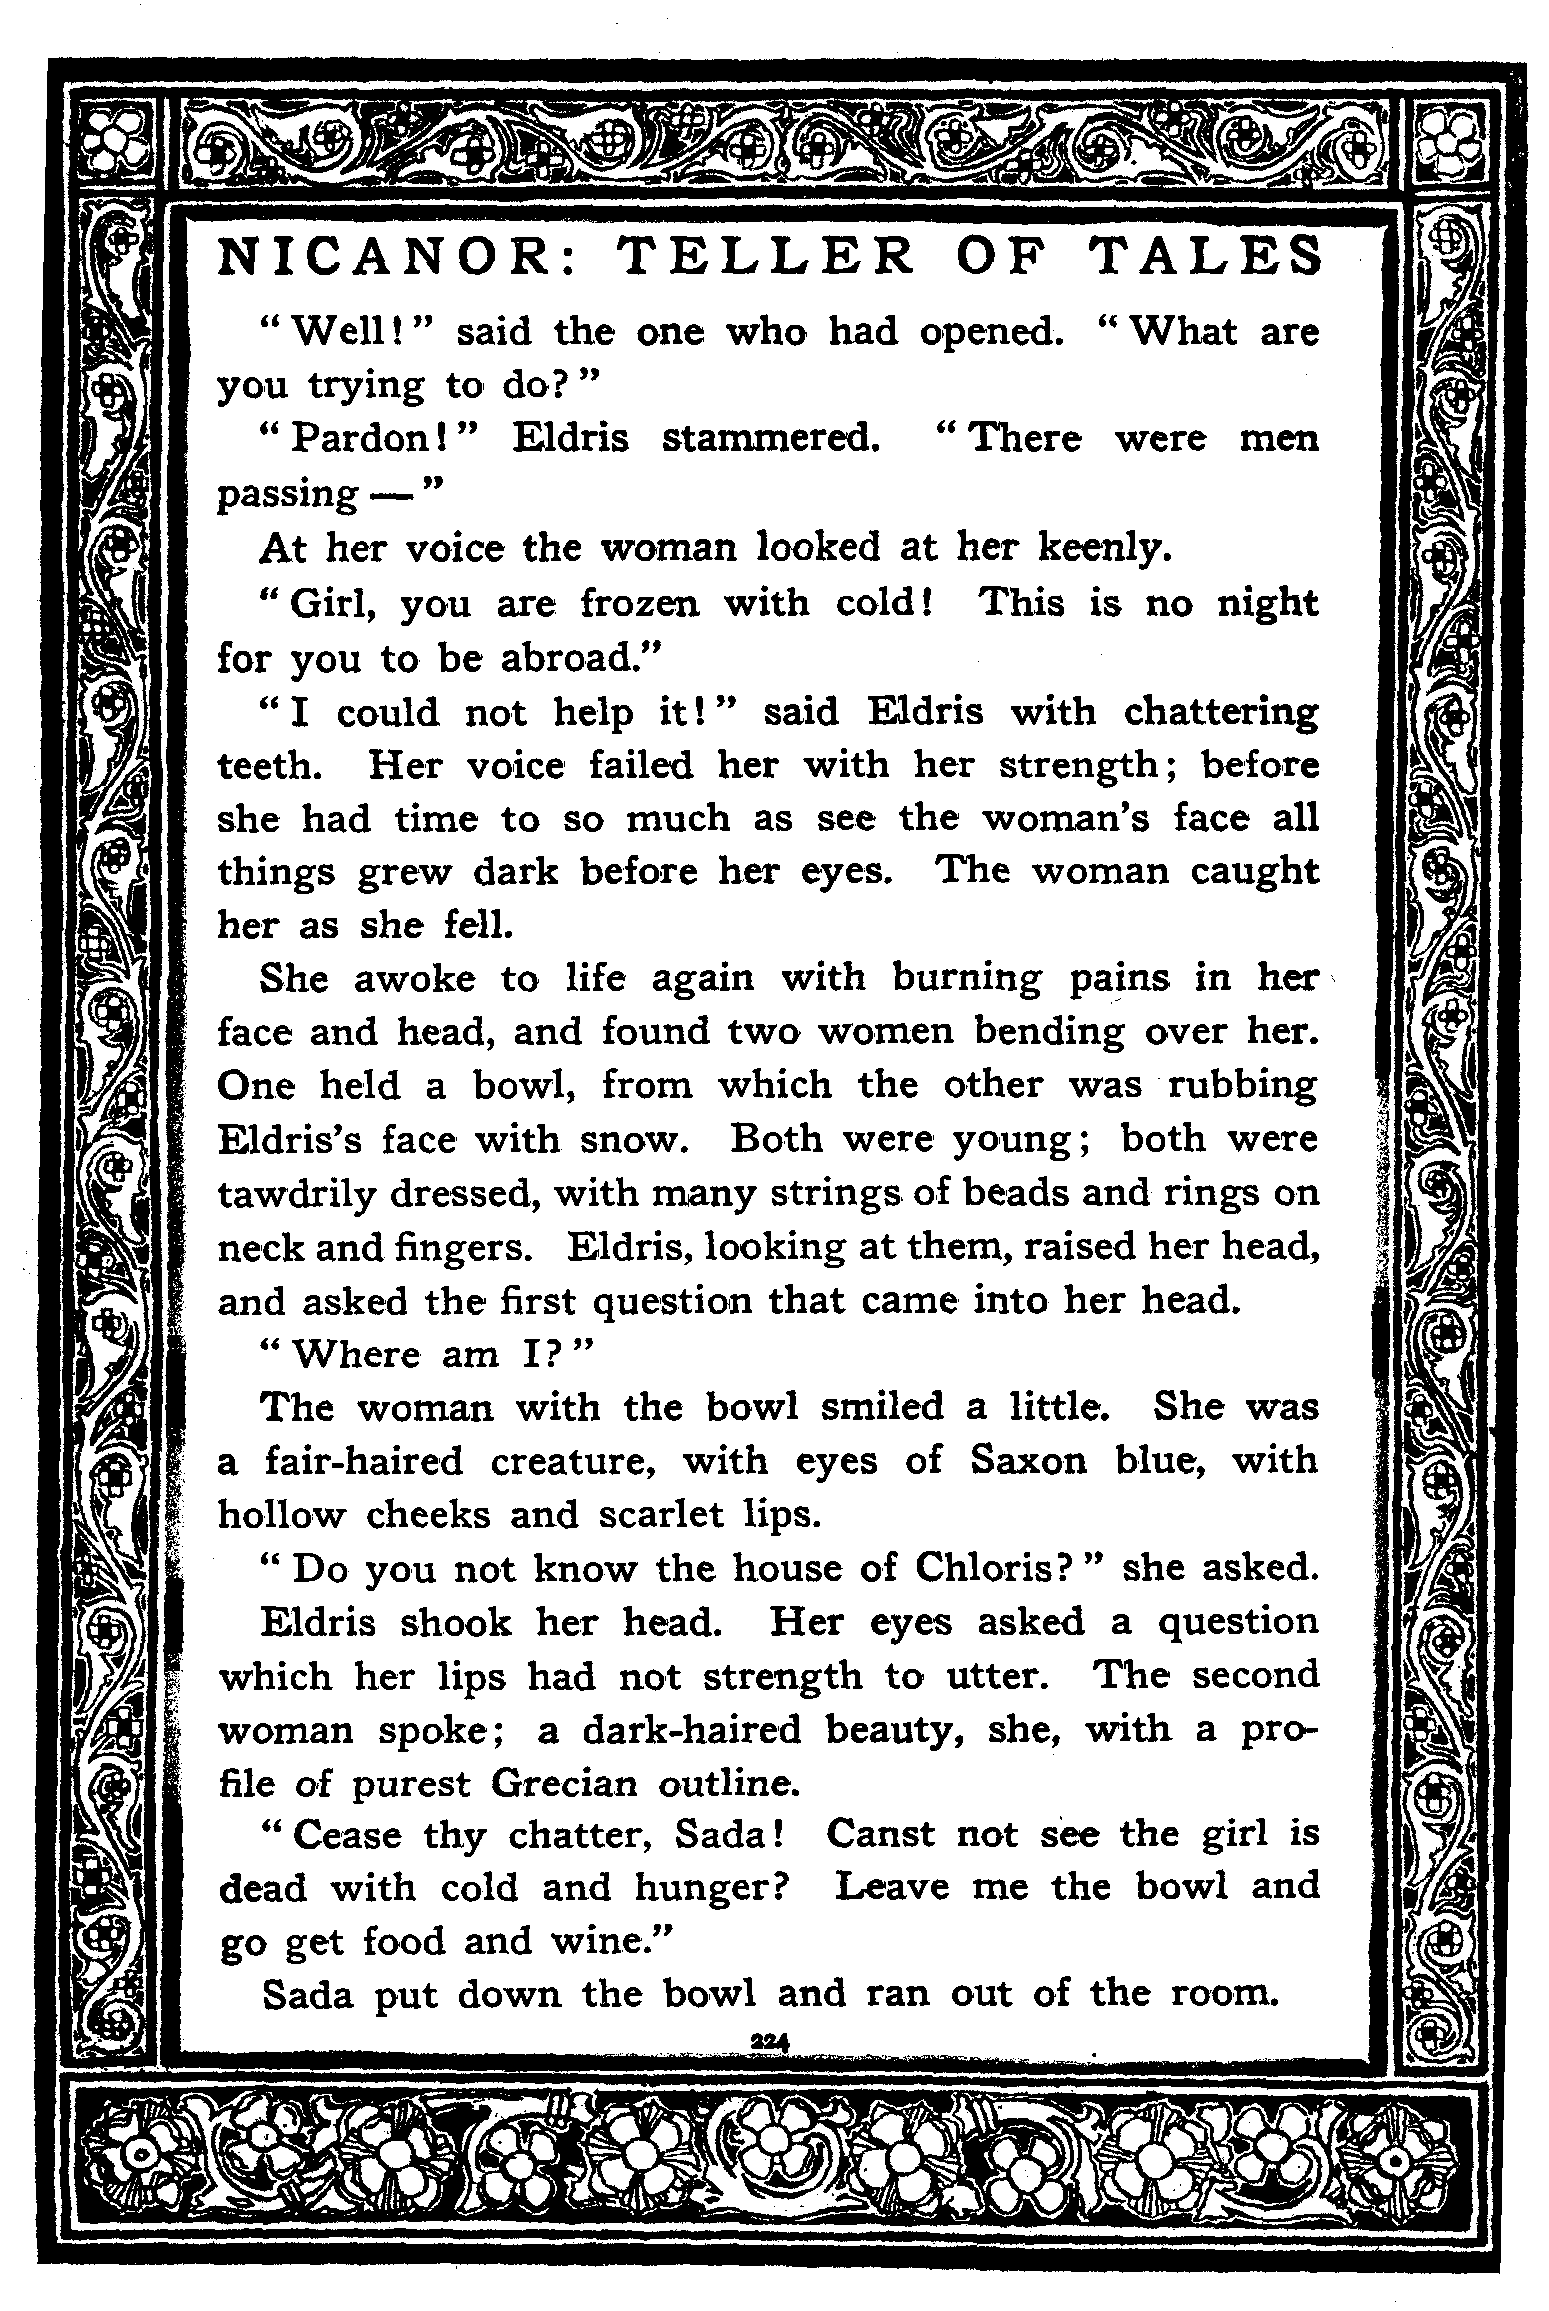 NICANOR: TELLER OF TALES
“Well!” said the one who had opened. “What are
you trying to do?”
“Pardon!” Eldris stammered. “There were men
passing—”
At her voice the woman looked at her keenly.
“Girl, you are frozen with cold! This is no night
for you to be abroad.”
“I could not help it!” said Eldris with chattering
teeth. Her voice failed her with her strength; before
she had time to so much as see the woman’s face all
things grew dark before her eyes. The woman caught
her as she fell.
She awoke to life again with burning pains in her
face and head, and found two women bending over her.
One held a bowl, from which the other was rubbing
Eldris’s face with snow. Both were young; both were
tawdrily dressed, with many strings of beads and rings on
neck and fingers. Eldris, looking at them, raised her head,
and asked the first question that came into her head.
“Where am I?”
The woman with the bowl smiled a little. She was
a fair-haired creature, with eyes of Saxon blue, with
hollow cheeks and scarlet lips.
“Do you not know the house of Chloris?” she asked.
Eldris shook her head. Her eyes asked a question
which her lips had not strength to utter. The second
woman spoke; a dark-haired beauty, she, with a pro-
file of purest Grecian outline.
“Cease thy chatter, Sada! Canst not see the girl is
dead with cold and hunger? Leave me the bowl and
go get food and wine.”
Sada put down the bowl and ran out of the room.
224